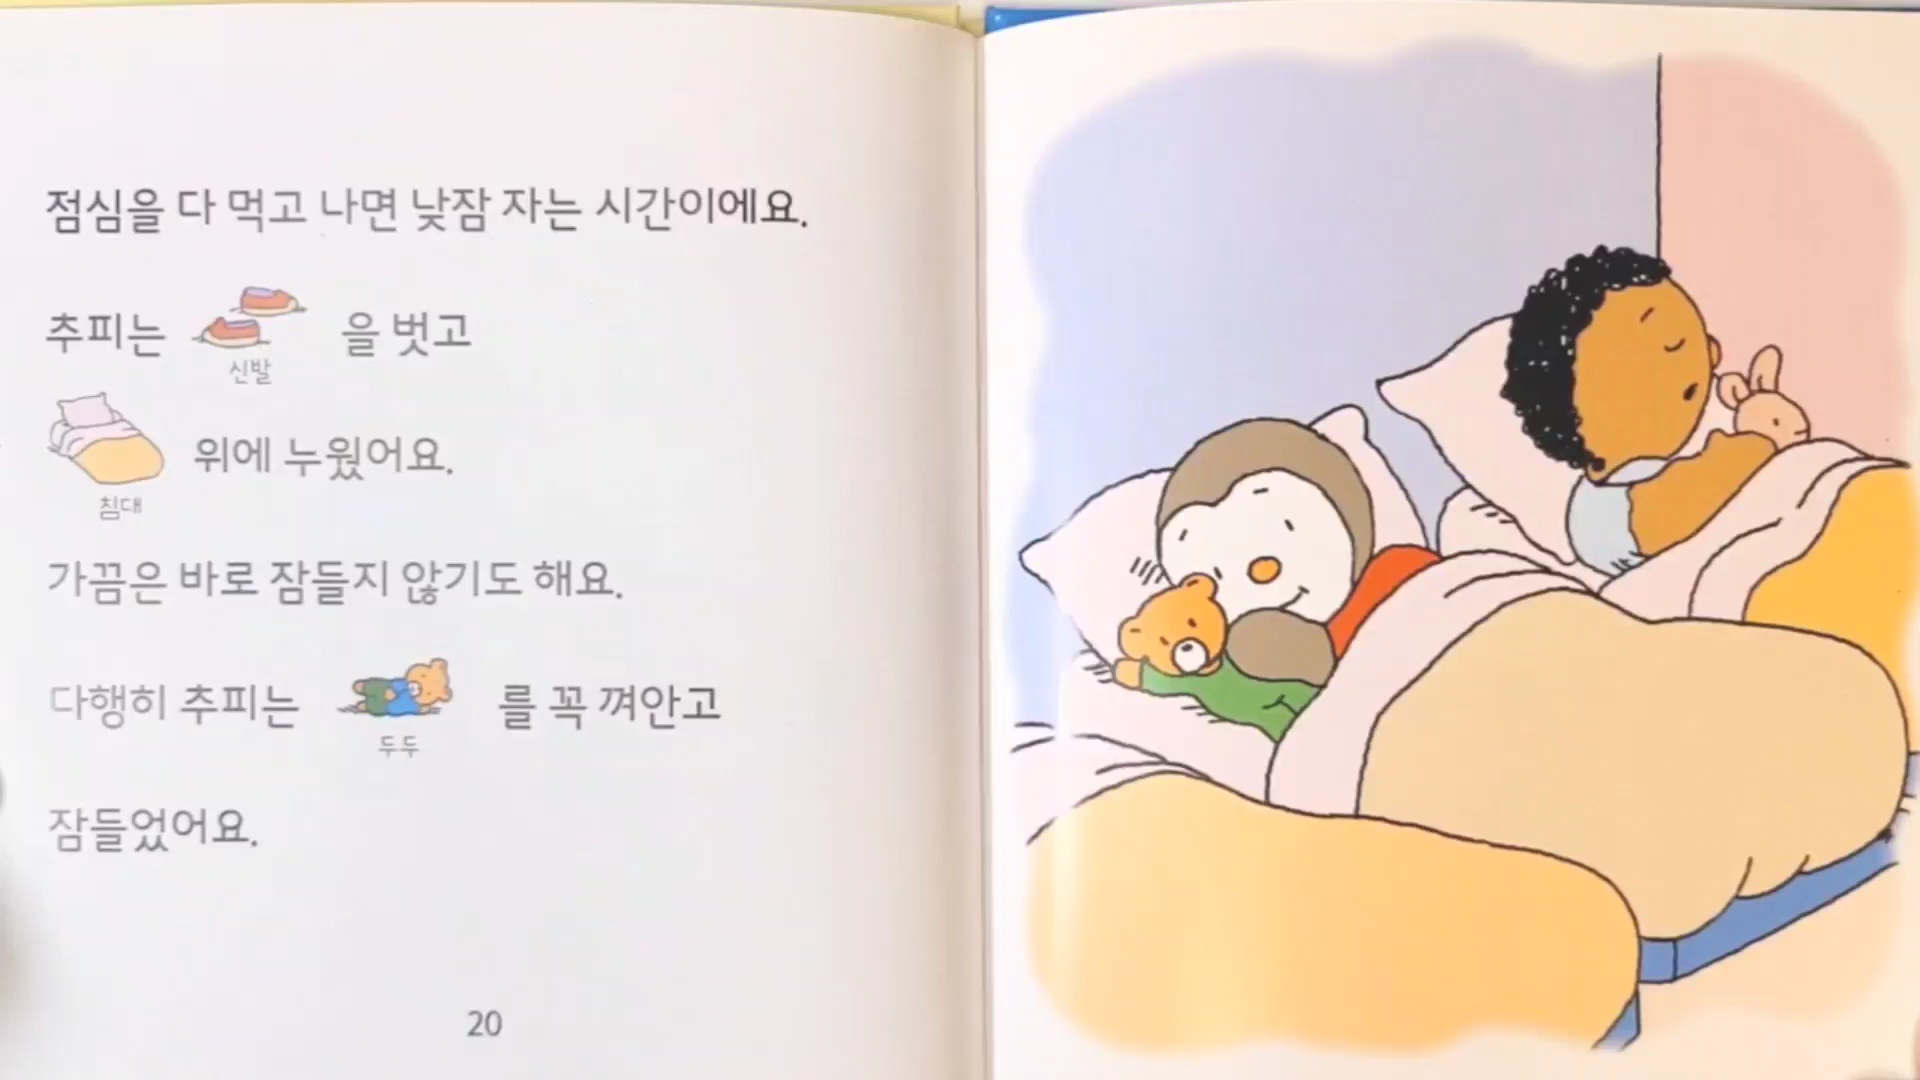 점심을 다 먹고 나면 낮잠 자는 시간이에요.
추피는 을 벗고
신발
위에 누웠어요.
침대
가끔은 바로 잠들지 않기도 해요.
다행히 추피는 를 꼭 껴안고
두두
잠들었어요.
20